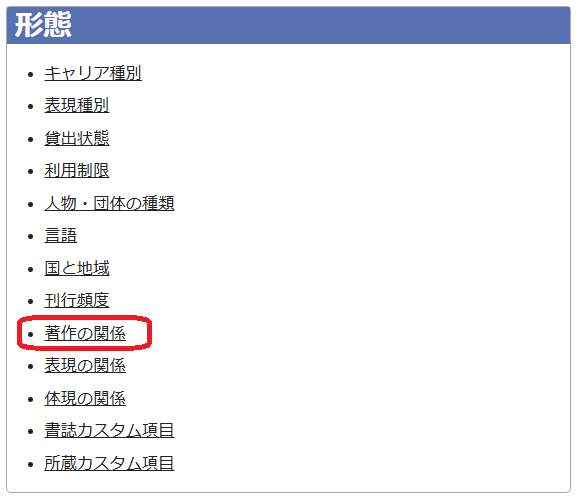 形態
キャリア種別
表現種別
貸出状態
利用制限
人物・団体の種類
言語
国と地域
刊行頻度
著作の関係
表現の関係
体現の関係
書誌カスタム項目
所蔵カスタム項目